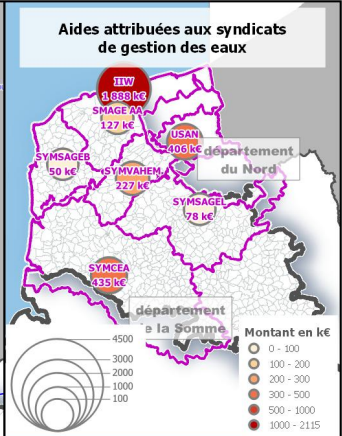 Aides attribuées aux syndicats
de gestion des eaux
IIW
1 888 k€
SMAGE AA
127 k€
USAN
406 k€
département
du Nord
SYMSAGEB
50 k€
SYMVAHEM
227 k€
SYMSAGEL
78 k€
SYMCEA
435 k€
département
de la Somme
4500
3000
2000
1000
100
Montant en k€
0 - 100
100 - 200
200 - 300
300 - 500
500 - 1000
1000 - 2115